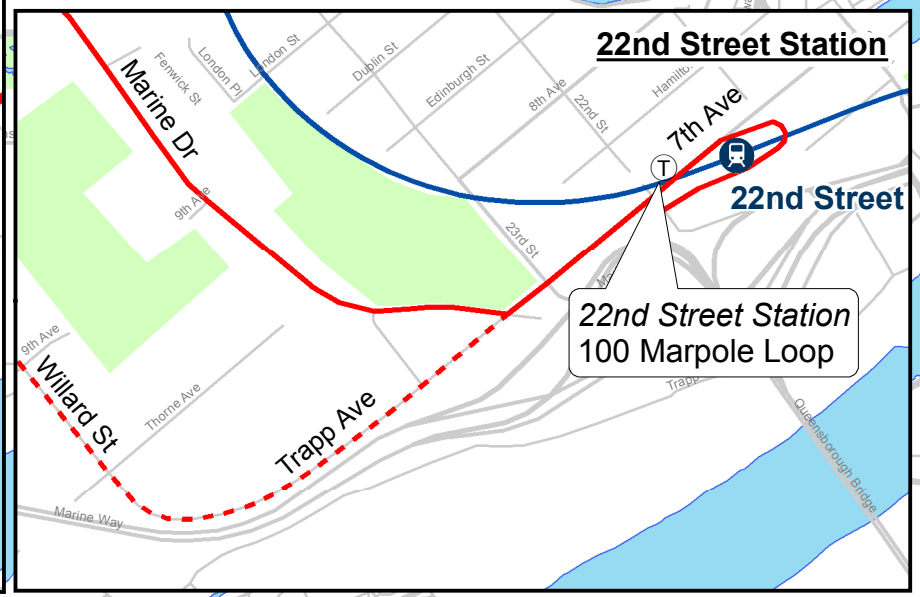 22nd Street Station
London St
Dublin St
Fenwick St
London Pl
Marine Dr
Edinburgh St
8th Ave
22nd St
7th Ave
T
22nd Street
9th Ave
23rd St
22nd Street Station
100 Marpole Loop
9th Ave
Willard St
Thorne Ave
Trapp Ave
Marine Way
Queensborough Bridge